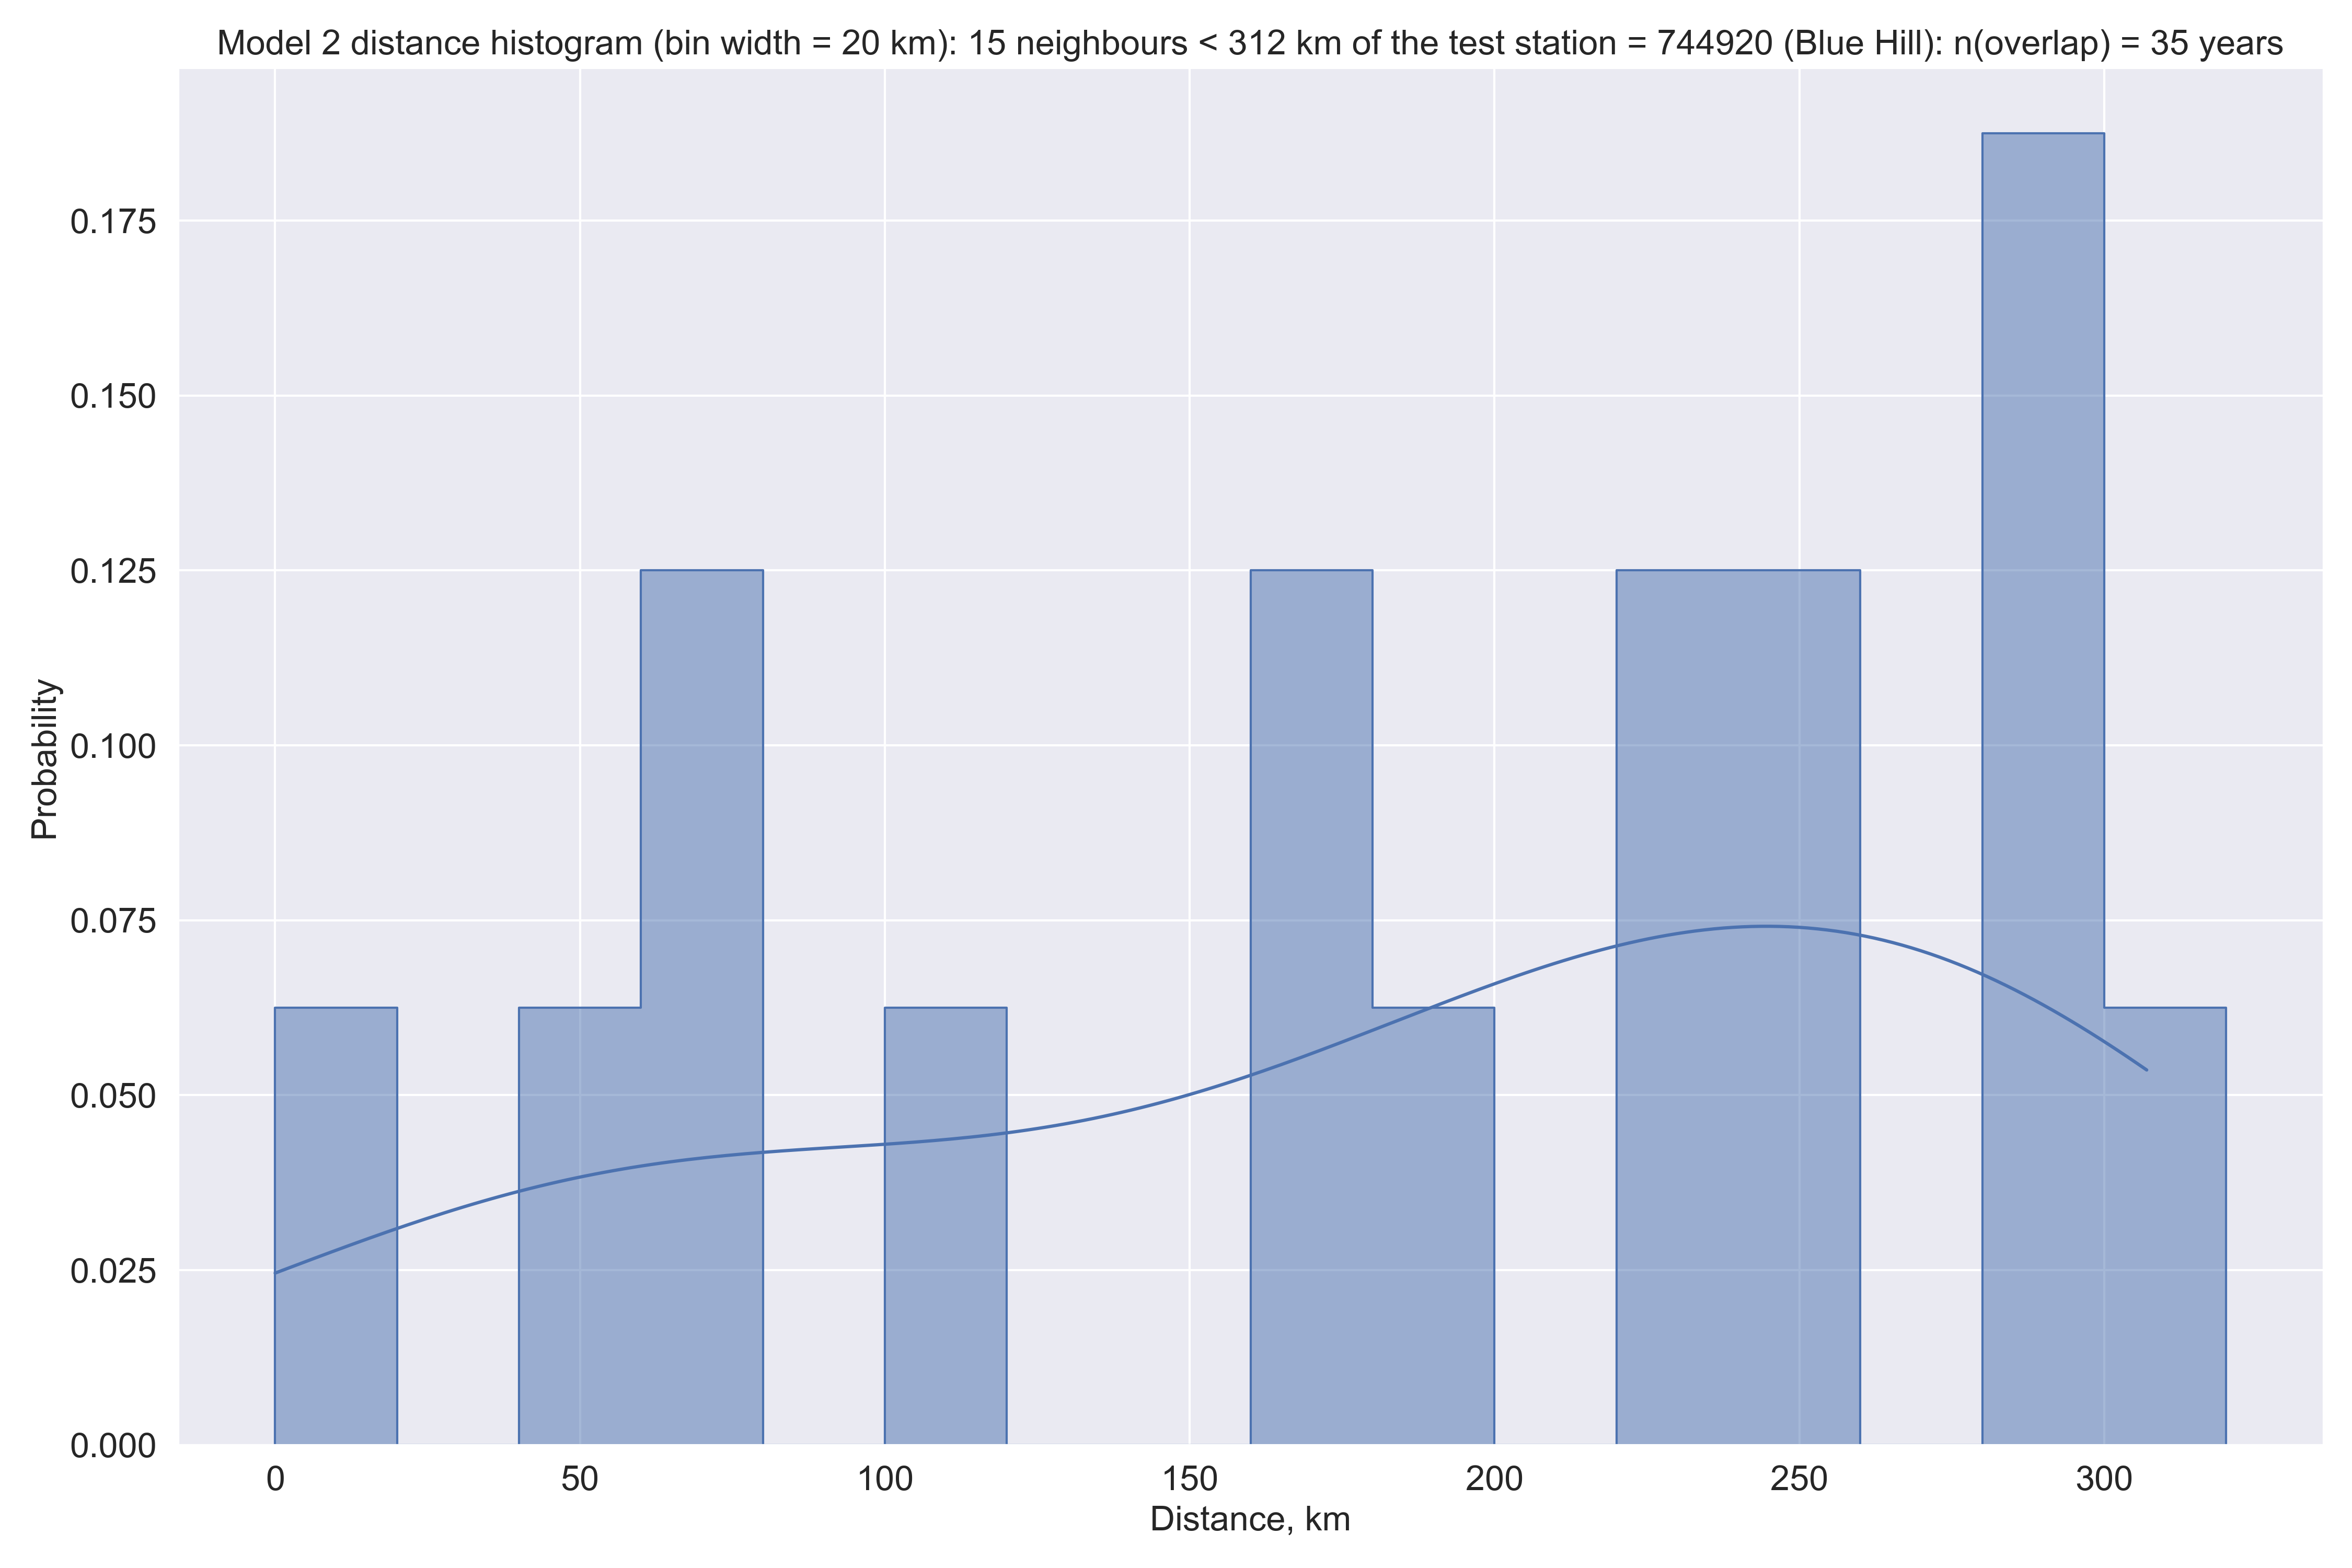 Model 2 distance histogram (bin width = 20 km): 15 neighbours < 312 km of the test station = 744920 (Blue Hill): n(overlap) = 35 years
0.175
0.150
0.125
0.100
0.075
0.050
0.025
0.000
Probability
0 50 100 150 200 250 300
Distance, km